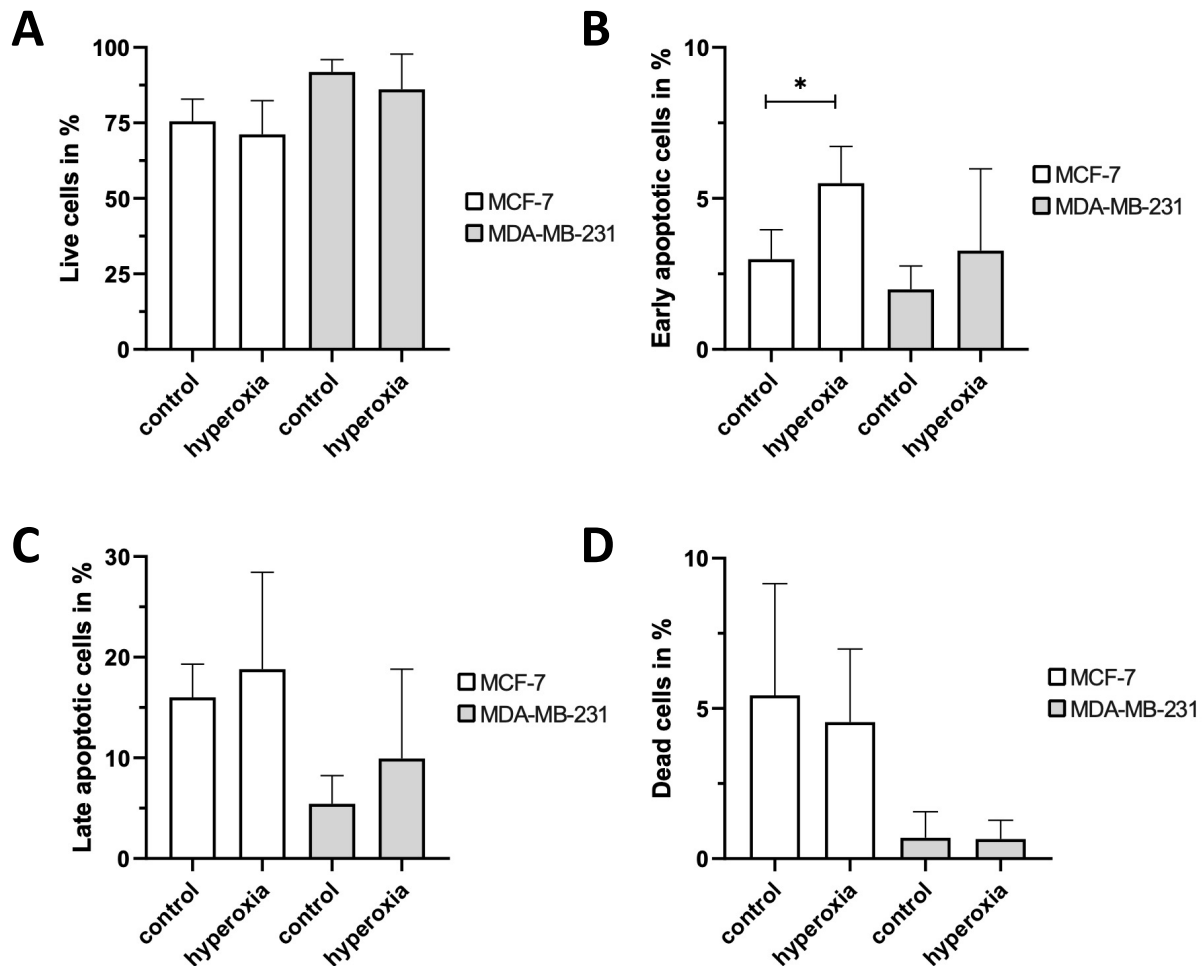 A
Live cells in %
100
75
50
25
0
control
hyperoxia
control
hyperoxia
MCF-7
MDA-MB-231
B
Early apoptotic cells in %
10
5
0
*
control
hyperoxia
control
hyperoxia
MCF-7
MDA-MB-231
C
Late apoptotic cells in %
30
20
10
0
control
hyperoxia
control
hyperoxia
MCF-7
MDA-MB-231
D
Dead cells in %
10
5
0
control
hyperoxia
control
hyperoxia
MCF-7
MDA-MB-231